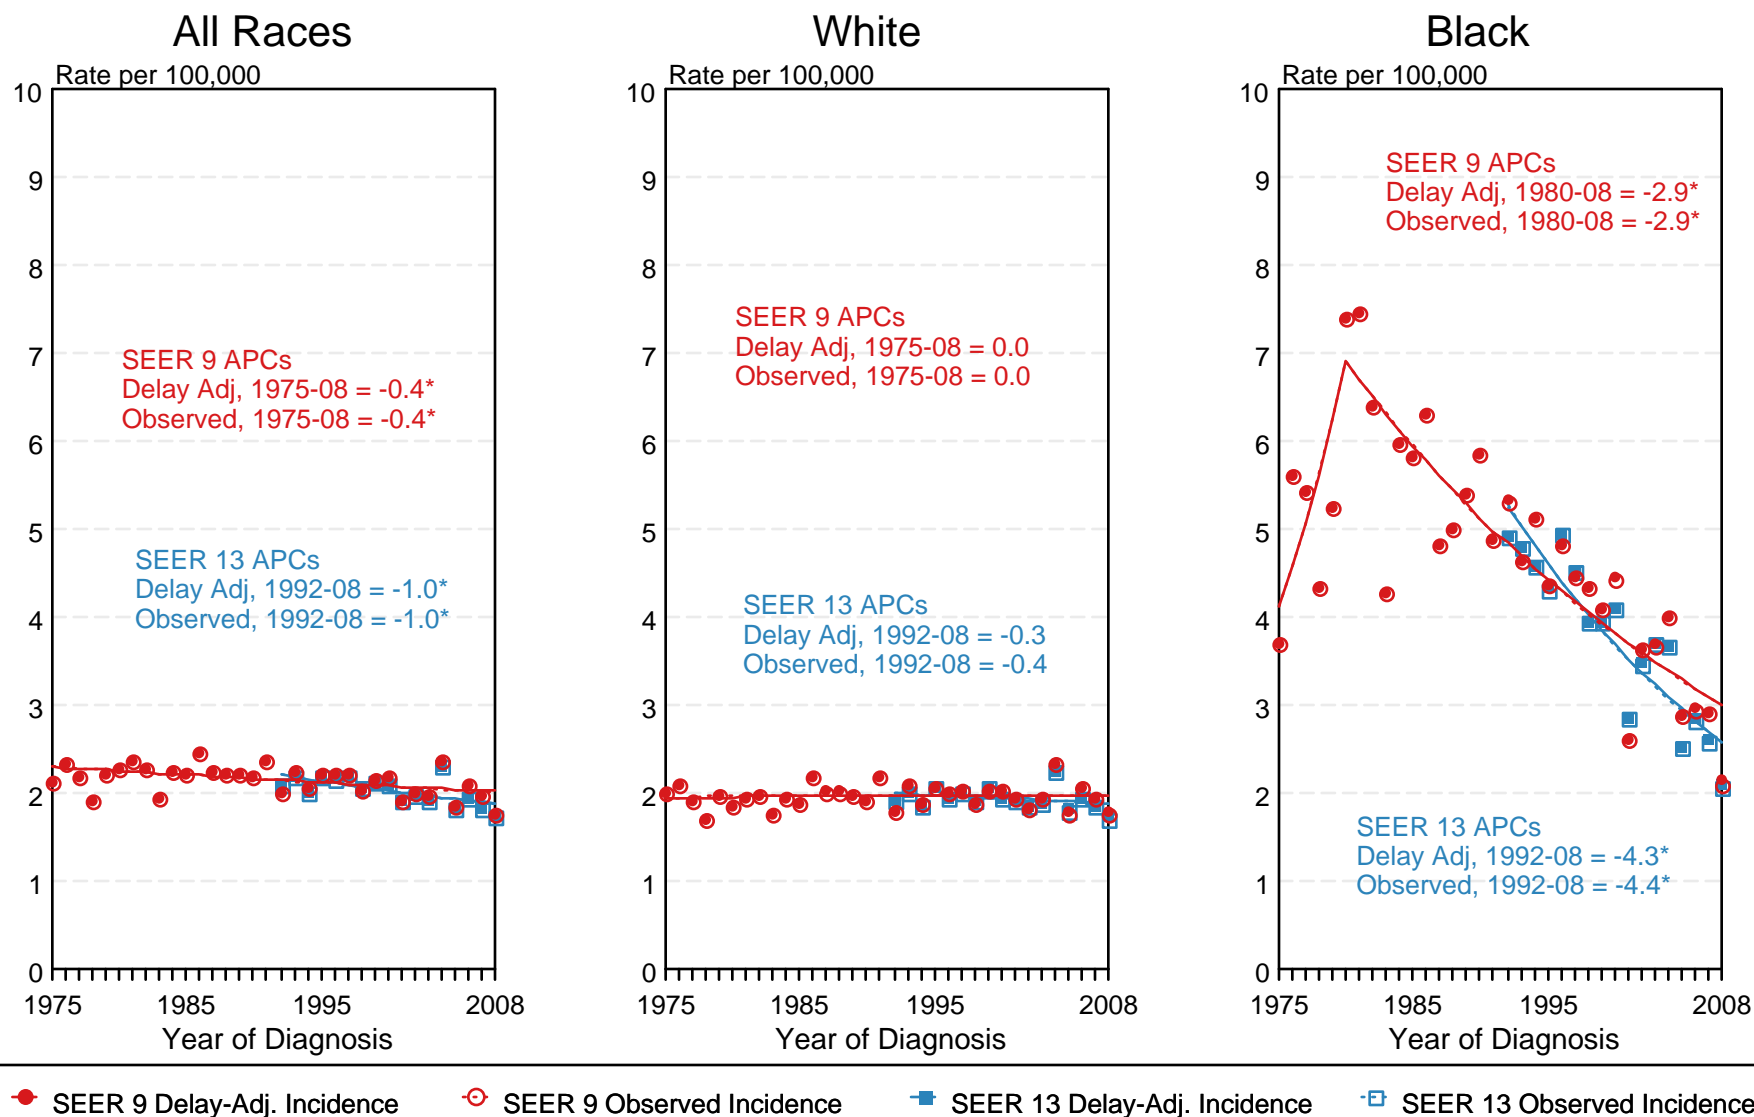 All Races
White
Black
Rate per 100,000
Rate per 100,000
Rate per 100,000
10
9
8
7
6
5
4
3
2
1
0
SEER 9 APCs
Delay Adj, 1975-08 = -0.4*
Observed, 1975-08 = -0.4*
SEER 13 APCs
Delay Adj, 1992-08 = -1.0*
Observed, 1992-08 = -1.0*
1975 1985 1995 2008
Year of Diagnosis
10
9
8
7
6
5
4
3
2
1
0
SEER 9 APCs
Delay Adj, 1975-08 = 0.0
Observed, 1975-08 = 0.0
SEER 13 APCs
Delay Adj, 1992-08 = -0.3
Observed, 1992-08 = -0.4
1975 1985 1995 2008
Year of Diagnosis
10
9
8
7
6
5
4
3
2
1
0
SEER 9 APCs
Delay Adj, 1980-08 = -2.9*
Observed, 1980-08 = -2.9*
SEER 13 APCs
Delay Adj, 1992-08 = -4.3*
Observed, 1992-08 = -4.4*
1975 1985 1995 2008
Year of Diagnosis
SEER 9 Delay-Adj. Incidence
SEER 9 Observed Incidence
SEER 13 Delay-Adj. Incidence
SEER 13 Observed Incidence